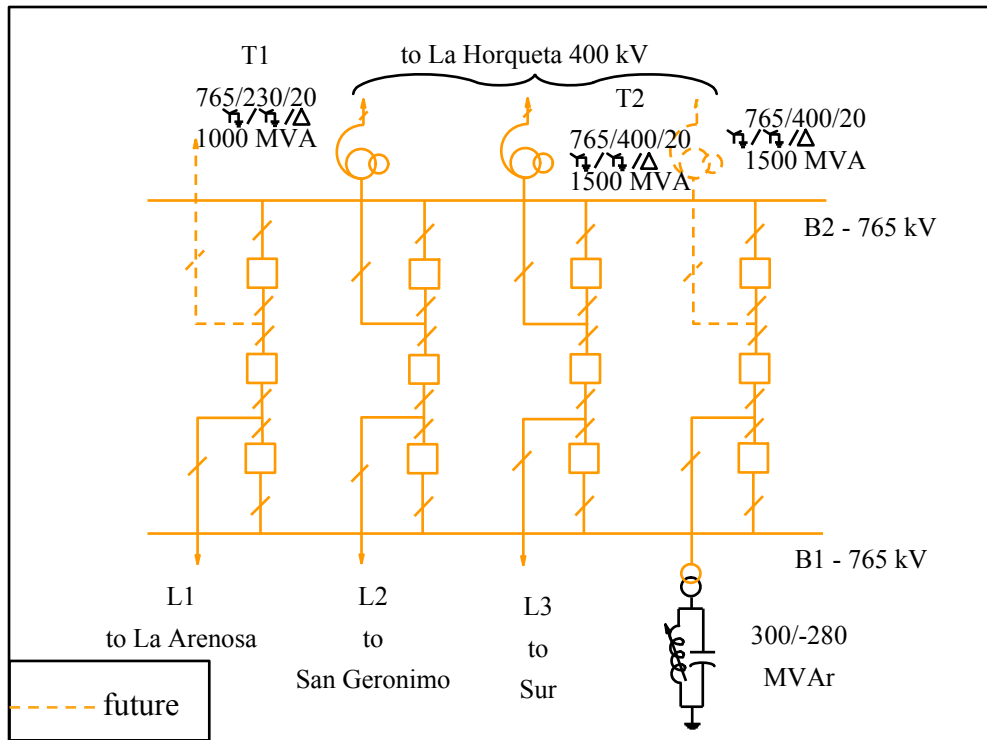 T1
to La Horqueta 400 kV
765/230/20
1000 MVA
T2
765/400/20
1500 MVA
765/400/20
1500 MVA
B2 - 765 kV
B1 - 765 kV
L1
to La Arenosa
L2
to
San Geronimo
L3
to
Sur
300/-280
MVAr
future